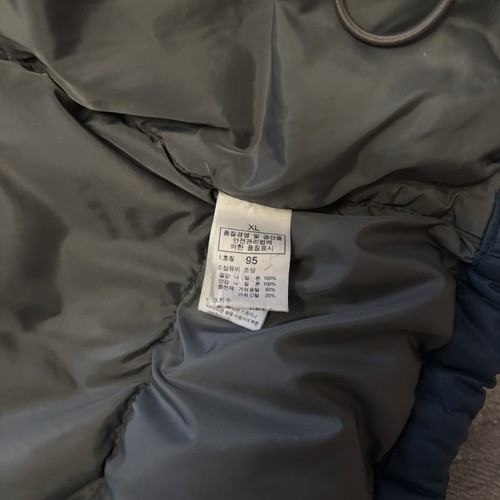 XL
품질경영 및 공산품
안전관리법에
의한 품질표시
1.호칭 95
2.섬유의 조성
겉감: 나 일 론 100%
안감: 나 일 론 100%
충전재: 거위솜털 80%
거위깃털 20%
치수